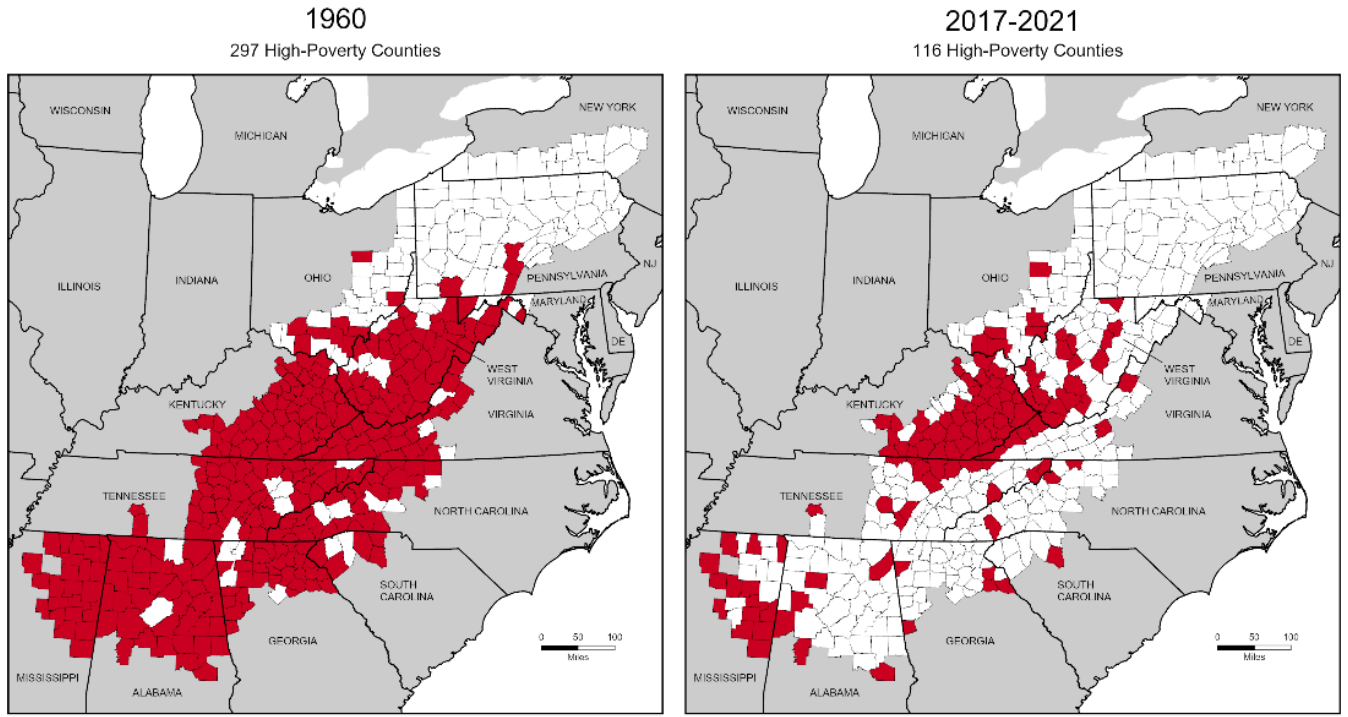 1960
297 High-Poverty Counties
WISCONSIN
MICHIGAN
NEW YORK
ILLINOIS
INDIANA
OHIO
PENNSYLVANIA
NJ
MARYLAND
DE
WEST
VIRGINIA
KENTUCKY
VIRGINIA
TENNESSEE
NORTH CAROLINA
SOUTH
CAROLINA
GEORGIA
MISSISSIPPI
ALABAMA
0 50 100
Miles
2017-2021
116 High-Poverty Counties
WISCONSIN
MICHIGAN
NEW YORK
ILLINOIS
INDIANA
OHIO
PENNSYLVANIA
NJ
MARYLAND
DE
WEST
VIRGINIA
KENTUCKY
VIRGINIA
TENNESSEE
NORTH CAROLINA
SOUTH
CAROLINA
GEORGIA
MISSISSIPPI
ALABAMA
0 50 100
Miles